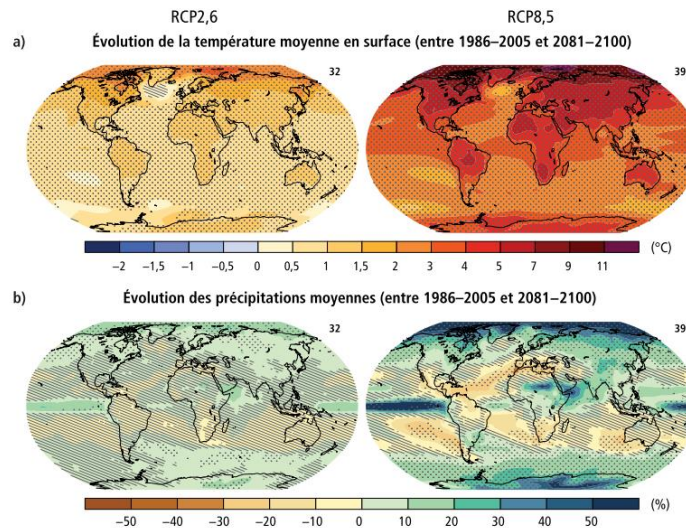 RCP2,6 RCP8,5
a) Évolution de la température moyenne en surface (entre 1986–2005 et 2081–2100)
32 39
−2 −1,5 −1 −0,5 0 0,5 1 1,5 2 3 4 5 7 9 11 (°C)
b) Évolution des précipitations moyennes (entre 1986–2005 et 2081–2100)
32 39
−50 −40 −30 −20 −10 0 10 20 30 40 50 (%)